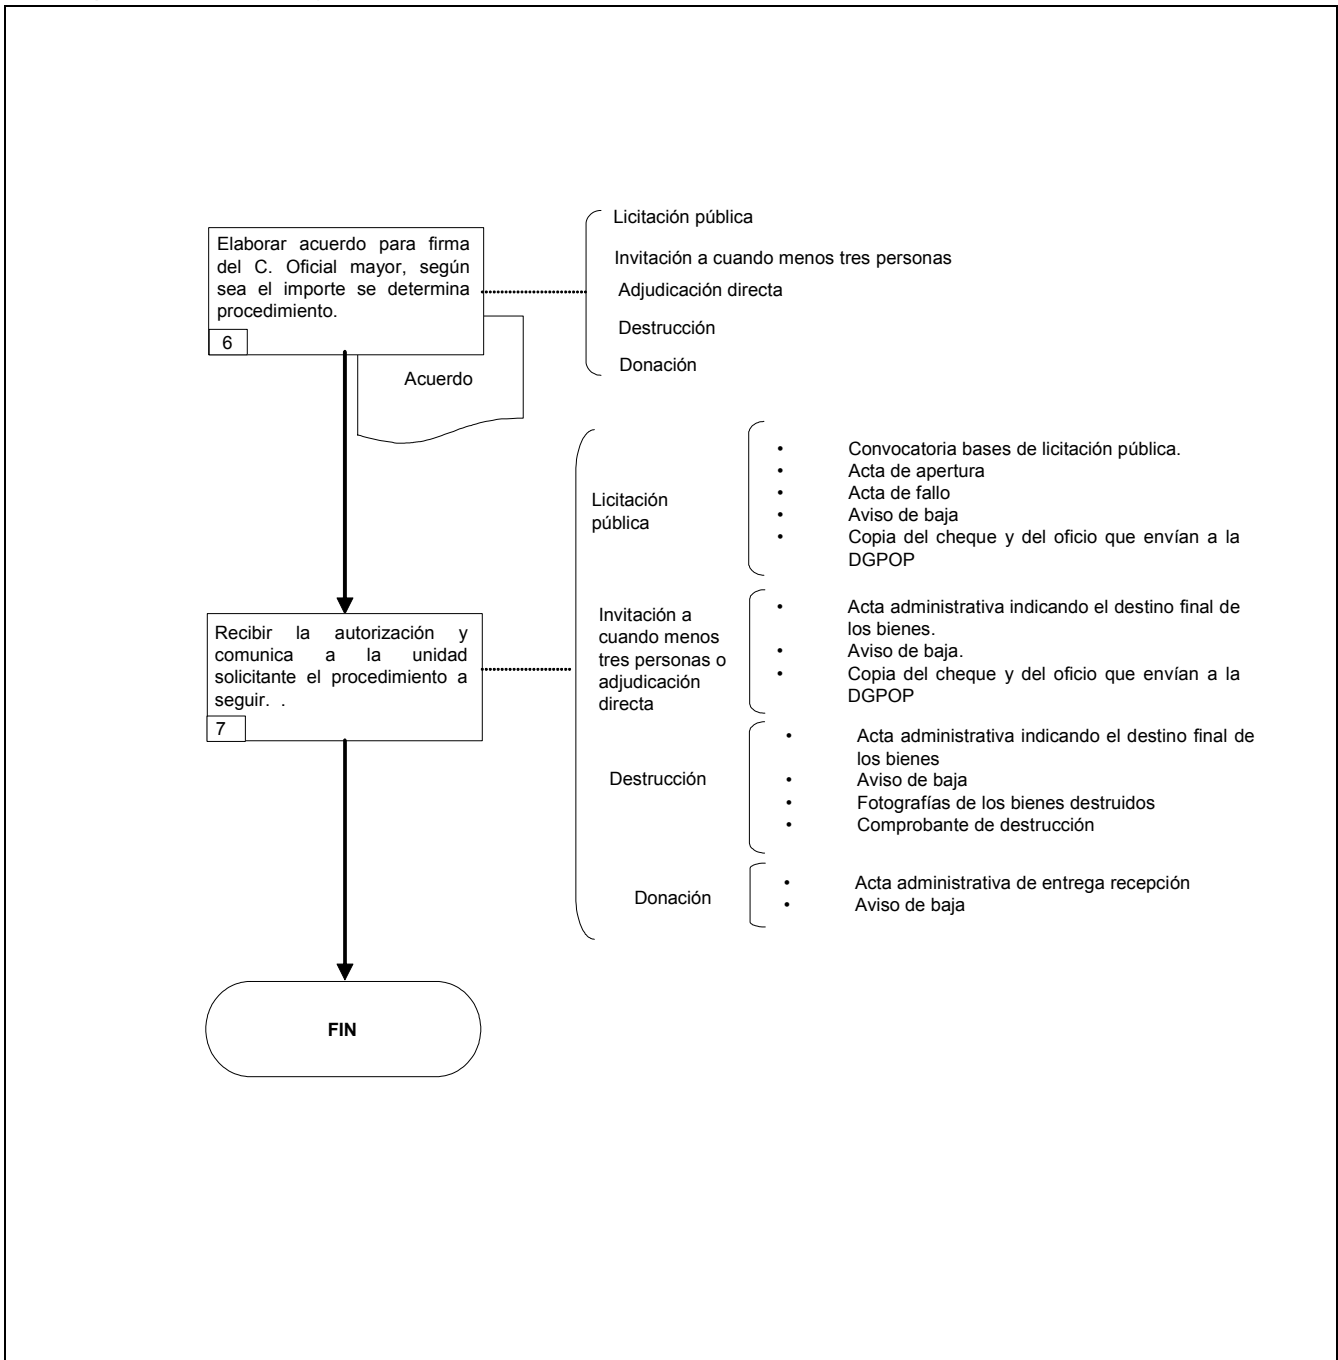 Elaborar acuerdo para firma
del C. Oficial mayor, según
sea el importe se determina
procedimiento.
6
Acuerdo
Licitación pública
Invitación a cuando menos tres personas
Adjudicación directa
Destrucción
Donación
Recibir la autorización y
comunica a la unidad
solicitante el procedimiento a
seguir. .
7
Licitación
pública
• Convocatoria bases de licitación pública.
• Acta de apertura
• Acta de fallo
• Aviso de baja
• Copia del cheque y del oficio que envían a la
DGPOP
Invitación a
cuando menos
tres personas o
adjudicación
directa
• Acta administrativa indicando el destino final de
los bienes.
• Aviso de baja.
• Copia del cheque y del oficio que envían a la
DGPOP
Destrucción
• Acta administrativa indicando el destino final de
los bienes
• Aviso de baja
• Fotografías de los bienes destruidos
• Comprobante de destrucción
Donación
• Acta administrativa de entrega recepción
• Aviso de baja
FIN